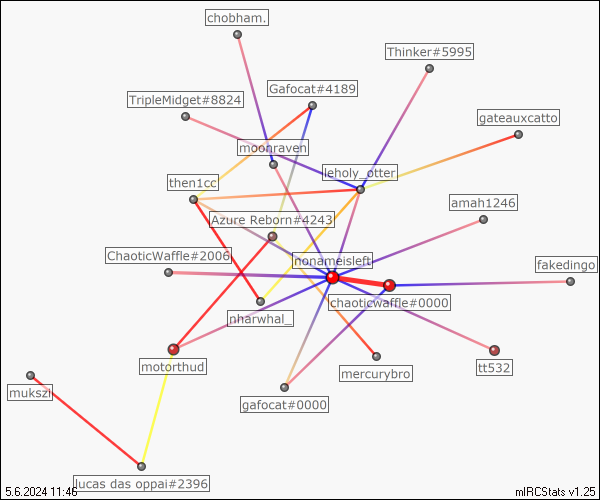 chobham.
Thinker#5995
Gafocat#4189
TripleMidget#8824
gateauxcatto
moonraven
leholy_otter
then1cc
amah1246
Azure Reborn#4243
ChaoticWaffle#2006
nonameisleft
fakedingo
chaoticwaffle#0000
pharwhal_
motorthud
tt532
mercurybro
mukszi
gafocat#0000
lucas das oppai#2396
5.6.2024 11:46
mIRCStats v1.25